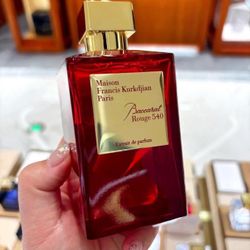 Maison
Francis Kurkdjian
Paris
Baccarat
Rouge 540
Extrait de parfum